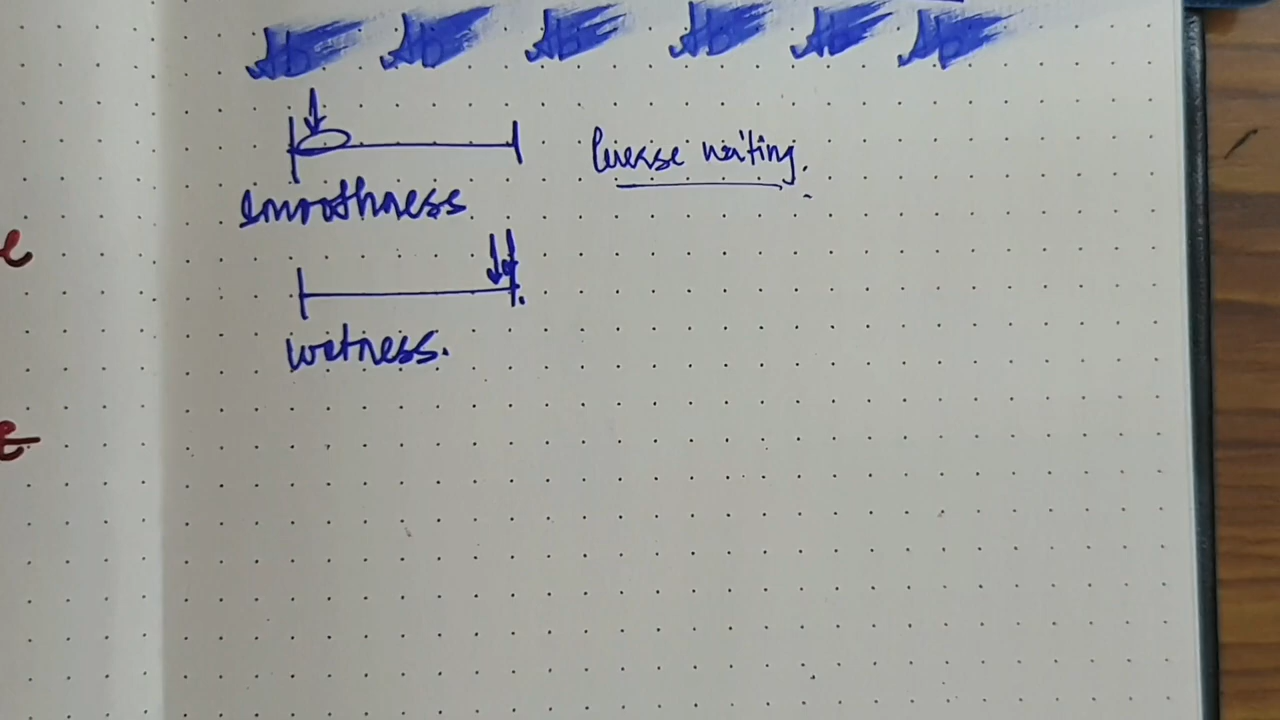 Ab Ab Ab Ab Ab Ab
Reverse writing.
smoothness
wetness.